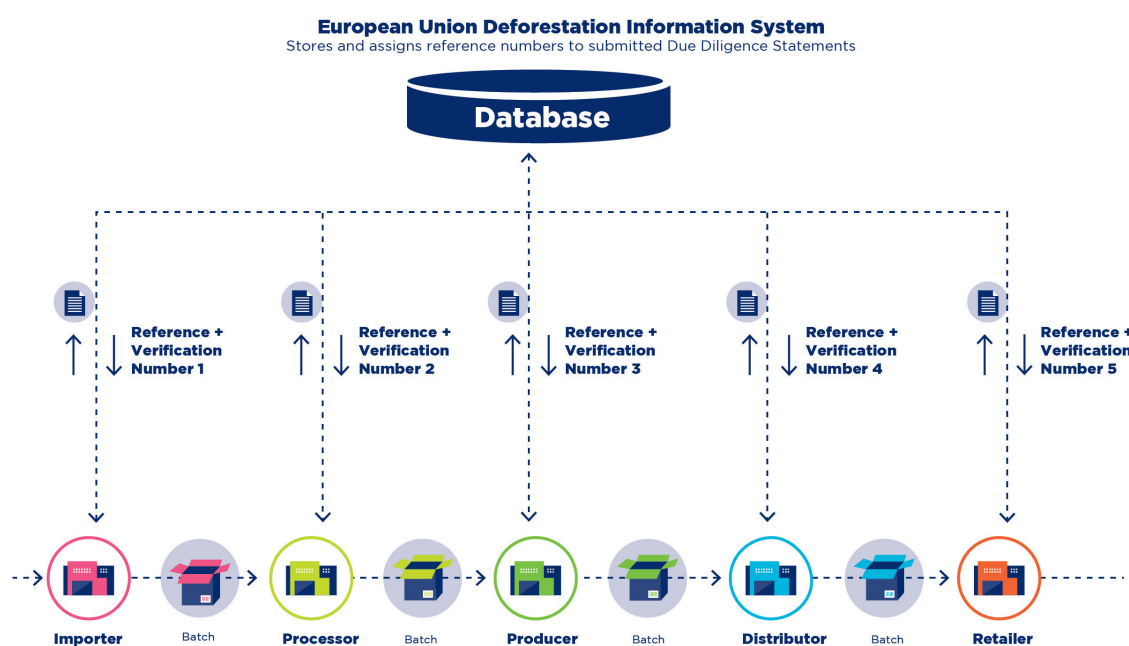 European Union Deforestation Information System
Stores and assigns reference numbers to submitted Due Diligence Statements
Database
Reference +
Verification
Number 1
Reference +
Verification
Number 2
Reference +
Verification
Number 3
Reference +
Verification
Number 4
Reference +
Verification
Number 5
Importer
Batch
Processor
Batch
Producer
Batch
Distributor
Batch
Retailer